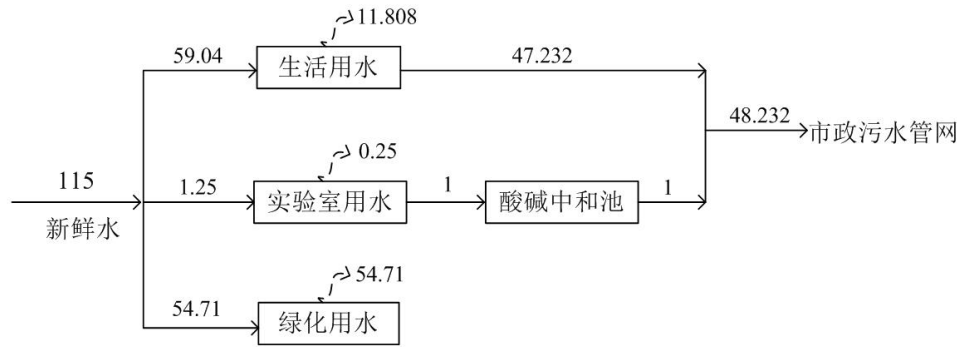 11.808
59.04
生活用水
47.232
48.232
市政污水管网
0.25
115
1.25
实验室用水
1
酸碱中和池
1
新鲜水
54.71
54.71
绿化用水